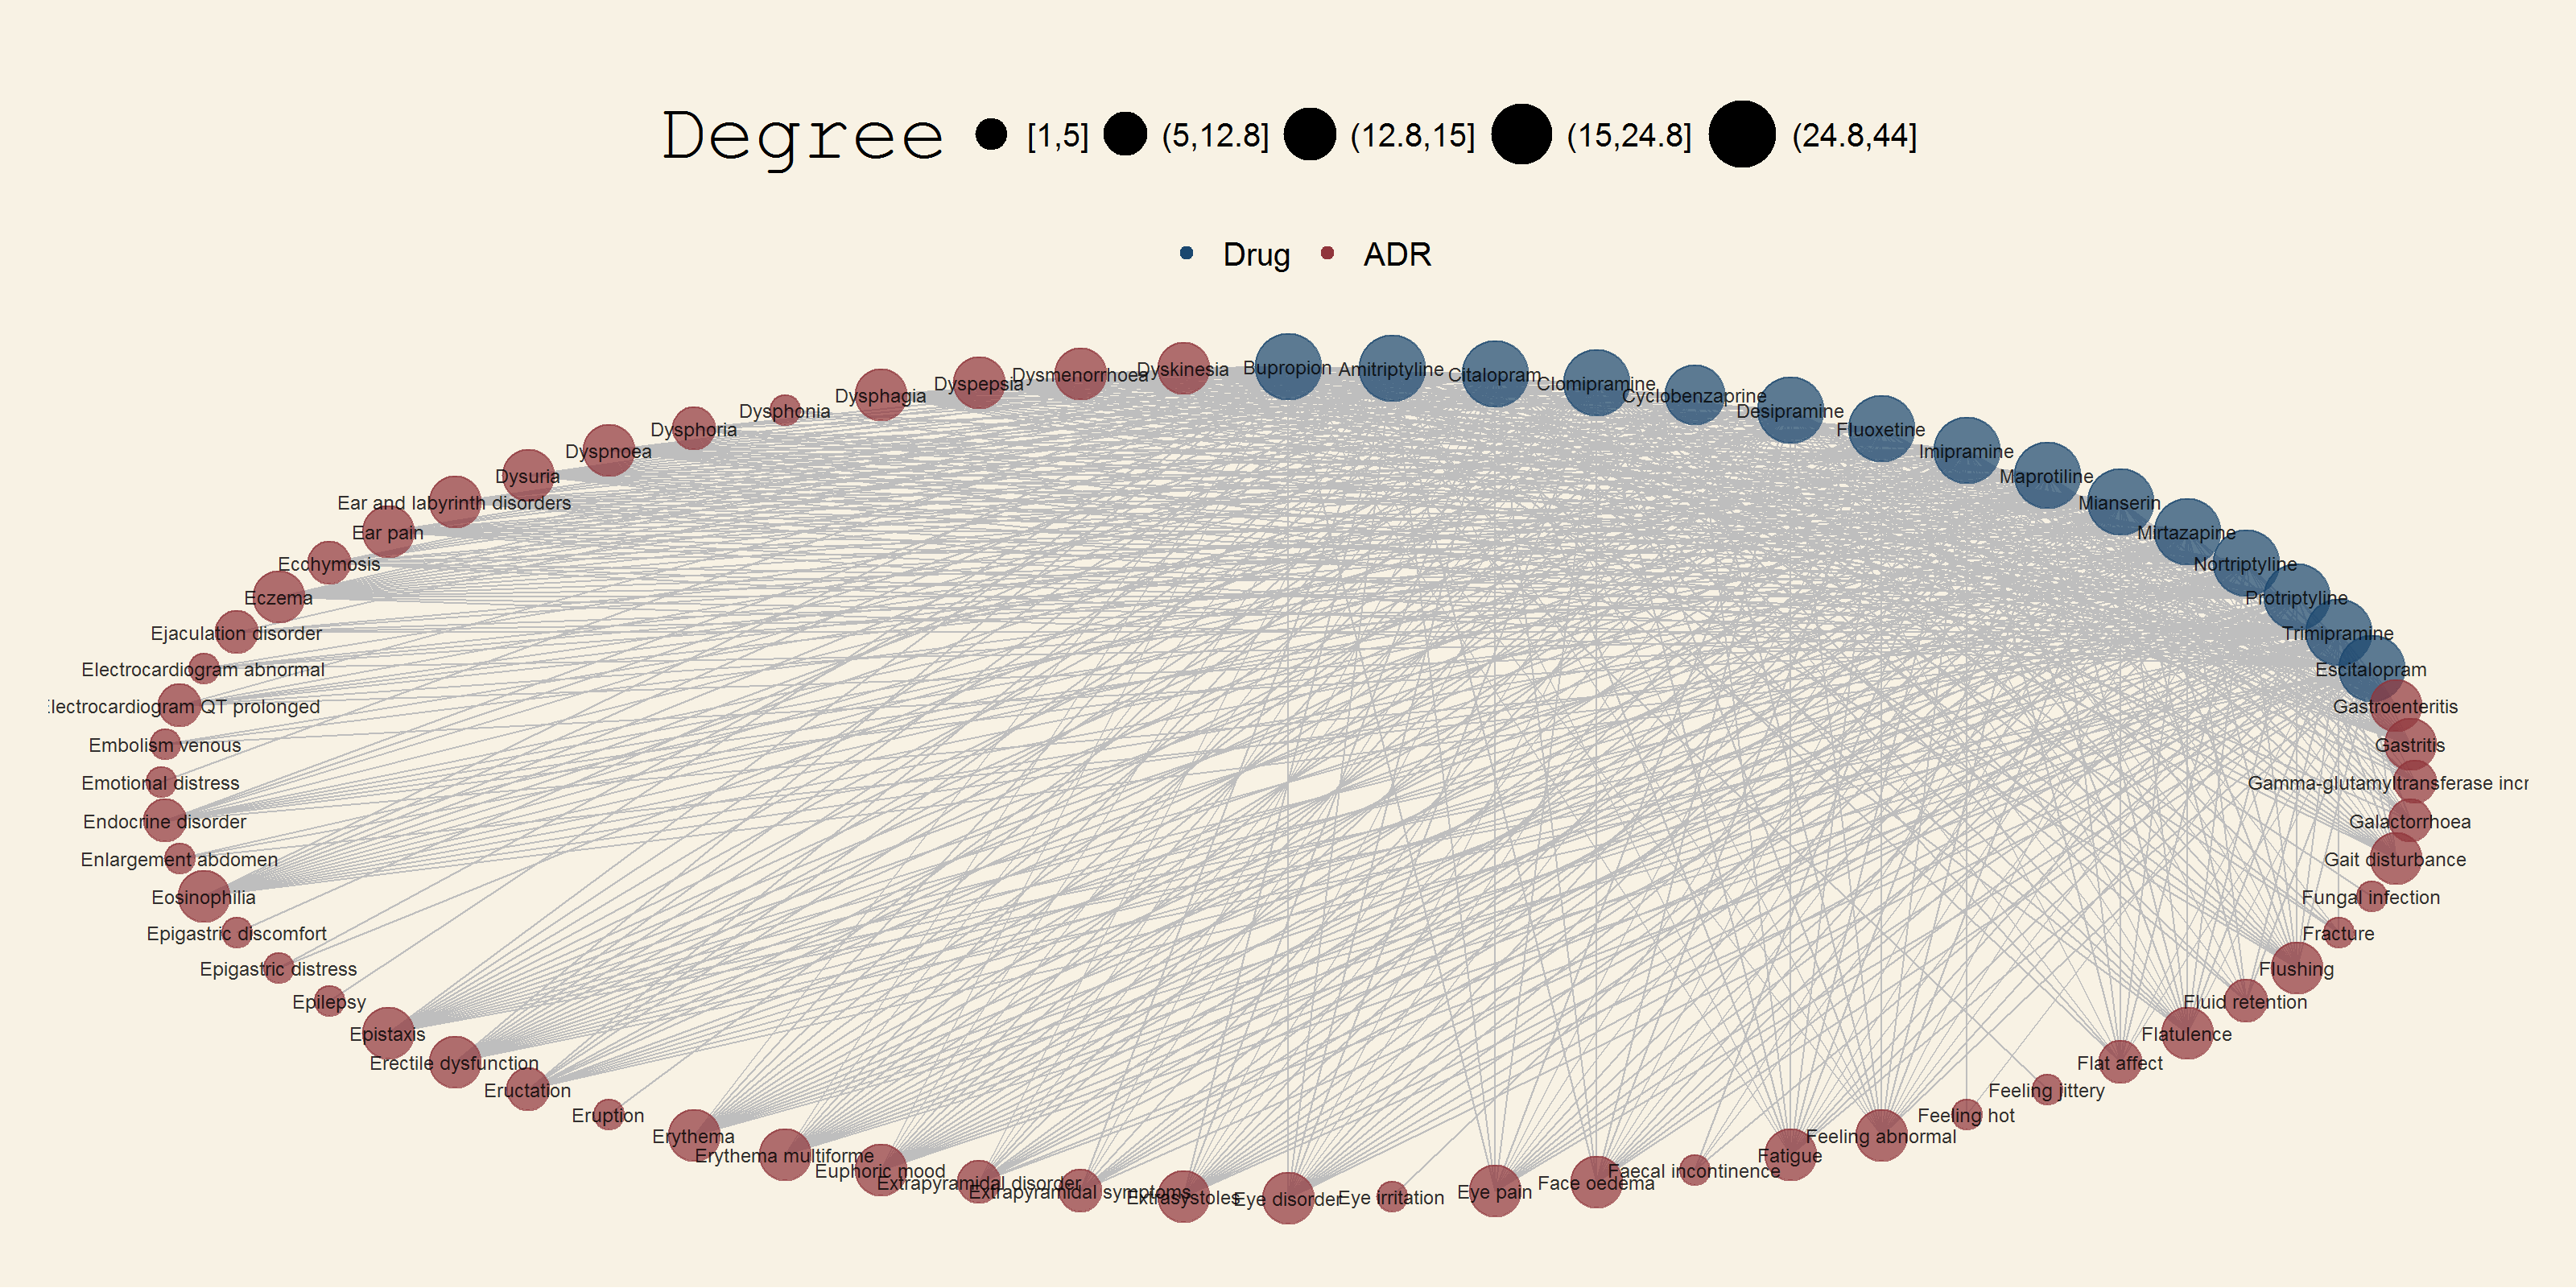 Degree [1,5] (5,12.8] (12.8,15] (15,24.8] (24.8,44]
Drug ADR
Bupropion
Amitriptyline
Citalopram
Clomipramine
Cyclobenzaprine
Desipramine
Fluoxetine
Imipramine
Maprotiline
Mianserin
Mirtazapine
Nortriptyline
Protriptyline
Trimipramine
Escitalopram
Gastroenteritis
Gastritis
Gamma-glutamyltransferase incr
Galactorrhoea
Gait disturbance
Fungal infection
Fracture
Flushing
Fluid retention
Flatulence
Flat affect
Feeling jittery
Feeling hot
Feeling abnormal
Fatigue
Faecal incontinence
Face oedema
Eye pain
Eye irritation
Eye disorder
Extrasystoles
Extrapyramidal symptoms
Extrapyramidal disorder
Euphoric mood
Erythema multiforme
Erythema
Eruption
Eructation
Erectile dysfunction
Epistaxis
Epilepsy
Epigastric distress
Epigastric discomfort
Eosinophilia
Enlargement abdomen
Endocrine disorder
Emotional distress
Embolism venous
lectrocardiogram QT prolonged
Electrocardiogram abnormal
Ejaculation disorder
Eczema
Ecchymosis
Ear pain
Ear and labyrinth disorders
Dysuria
Dyspnoea
Dysphoria
Dysphonia
Dysphagia
Dyspepsia
Dysmenorrhoea
Dyskinesia